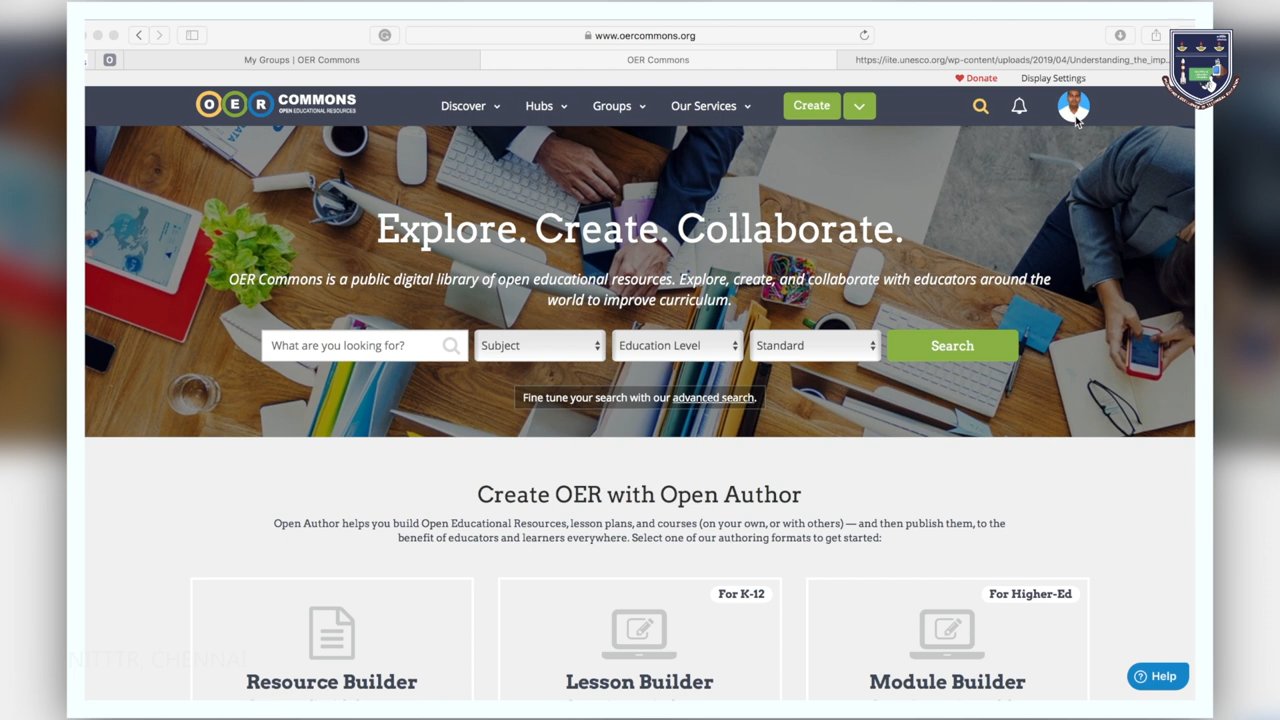 www.oercommons.org
My Groups | OER Commons
OER Commons
https://iite.unesco.org/wp-content/uploads/2019/04/Understanding_the_imp...
Donate
Display Settings
OER COMMONS
OPEN EDUCATIONAL RESOURCES
Discover
Hubs
Groups
Our Services
Create
Explore. Create. Collaborate.
OER Commons is a public digital library of open educational resources. Explore, create, and collaborate with educators around the
world to improve curriculum.
What are you looking for?
Subject
Education Level
Standard
Search
Fine tune your search with our advanced search.
Create OER with Open Author
Open Author helps you build Open Educational Resources, lesson plans, and courses (on your own, or with others) — and then publish them, to the
benefit of educators and learners everywhere. Select one of our authoring formats to get started:
For K-12
For Higher-Ed
Resource Builder
Lesson Builder
Module Builder
NITTTR, CHENNAI
Help